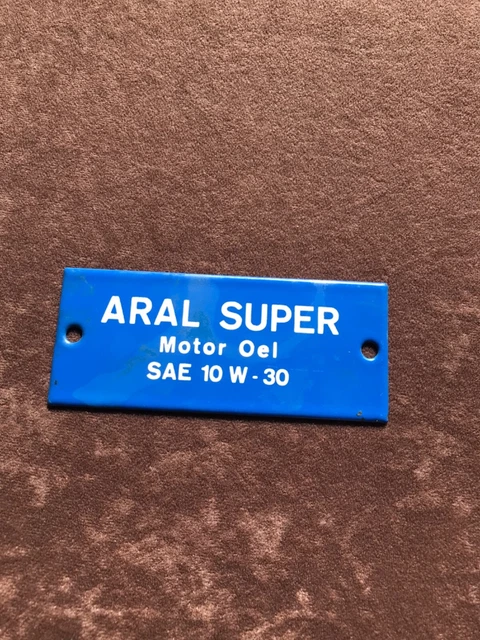 ARAL SUPER
Motor Oel
SAE 10 W-30